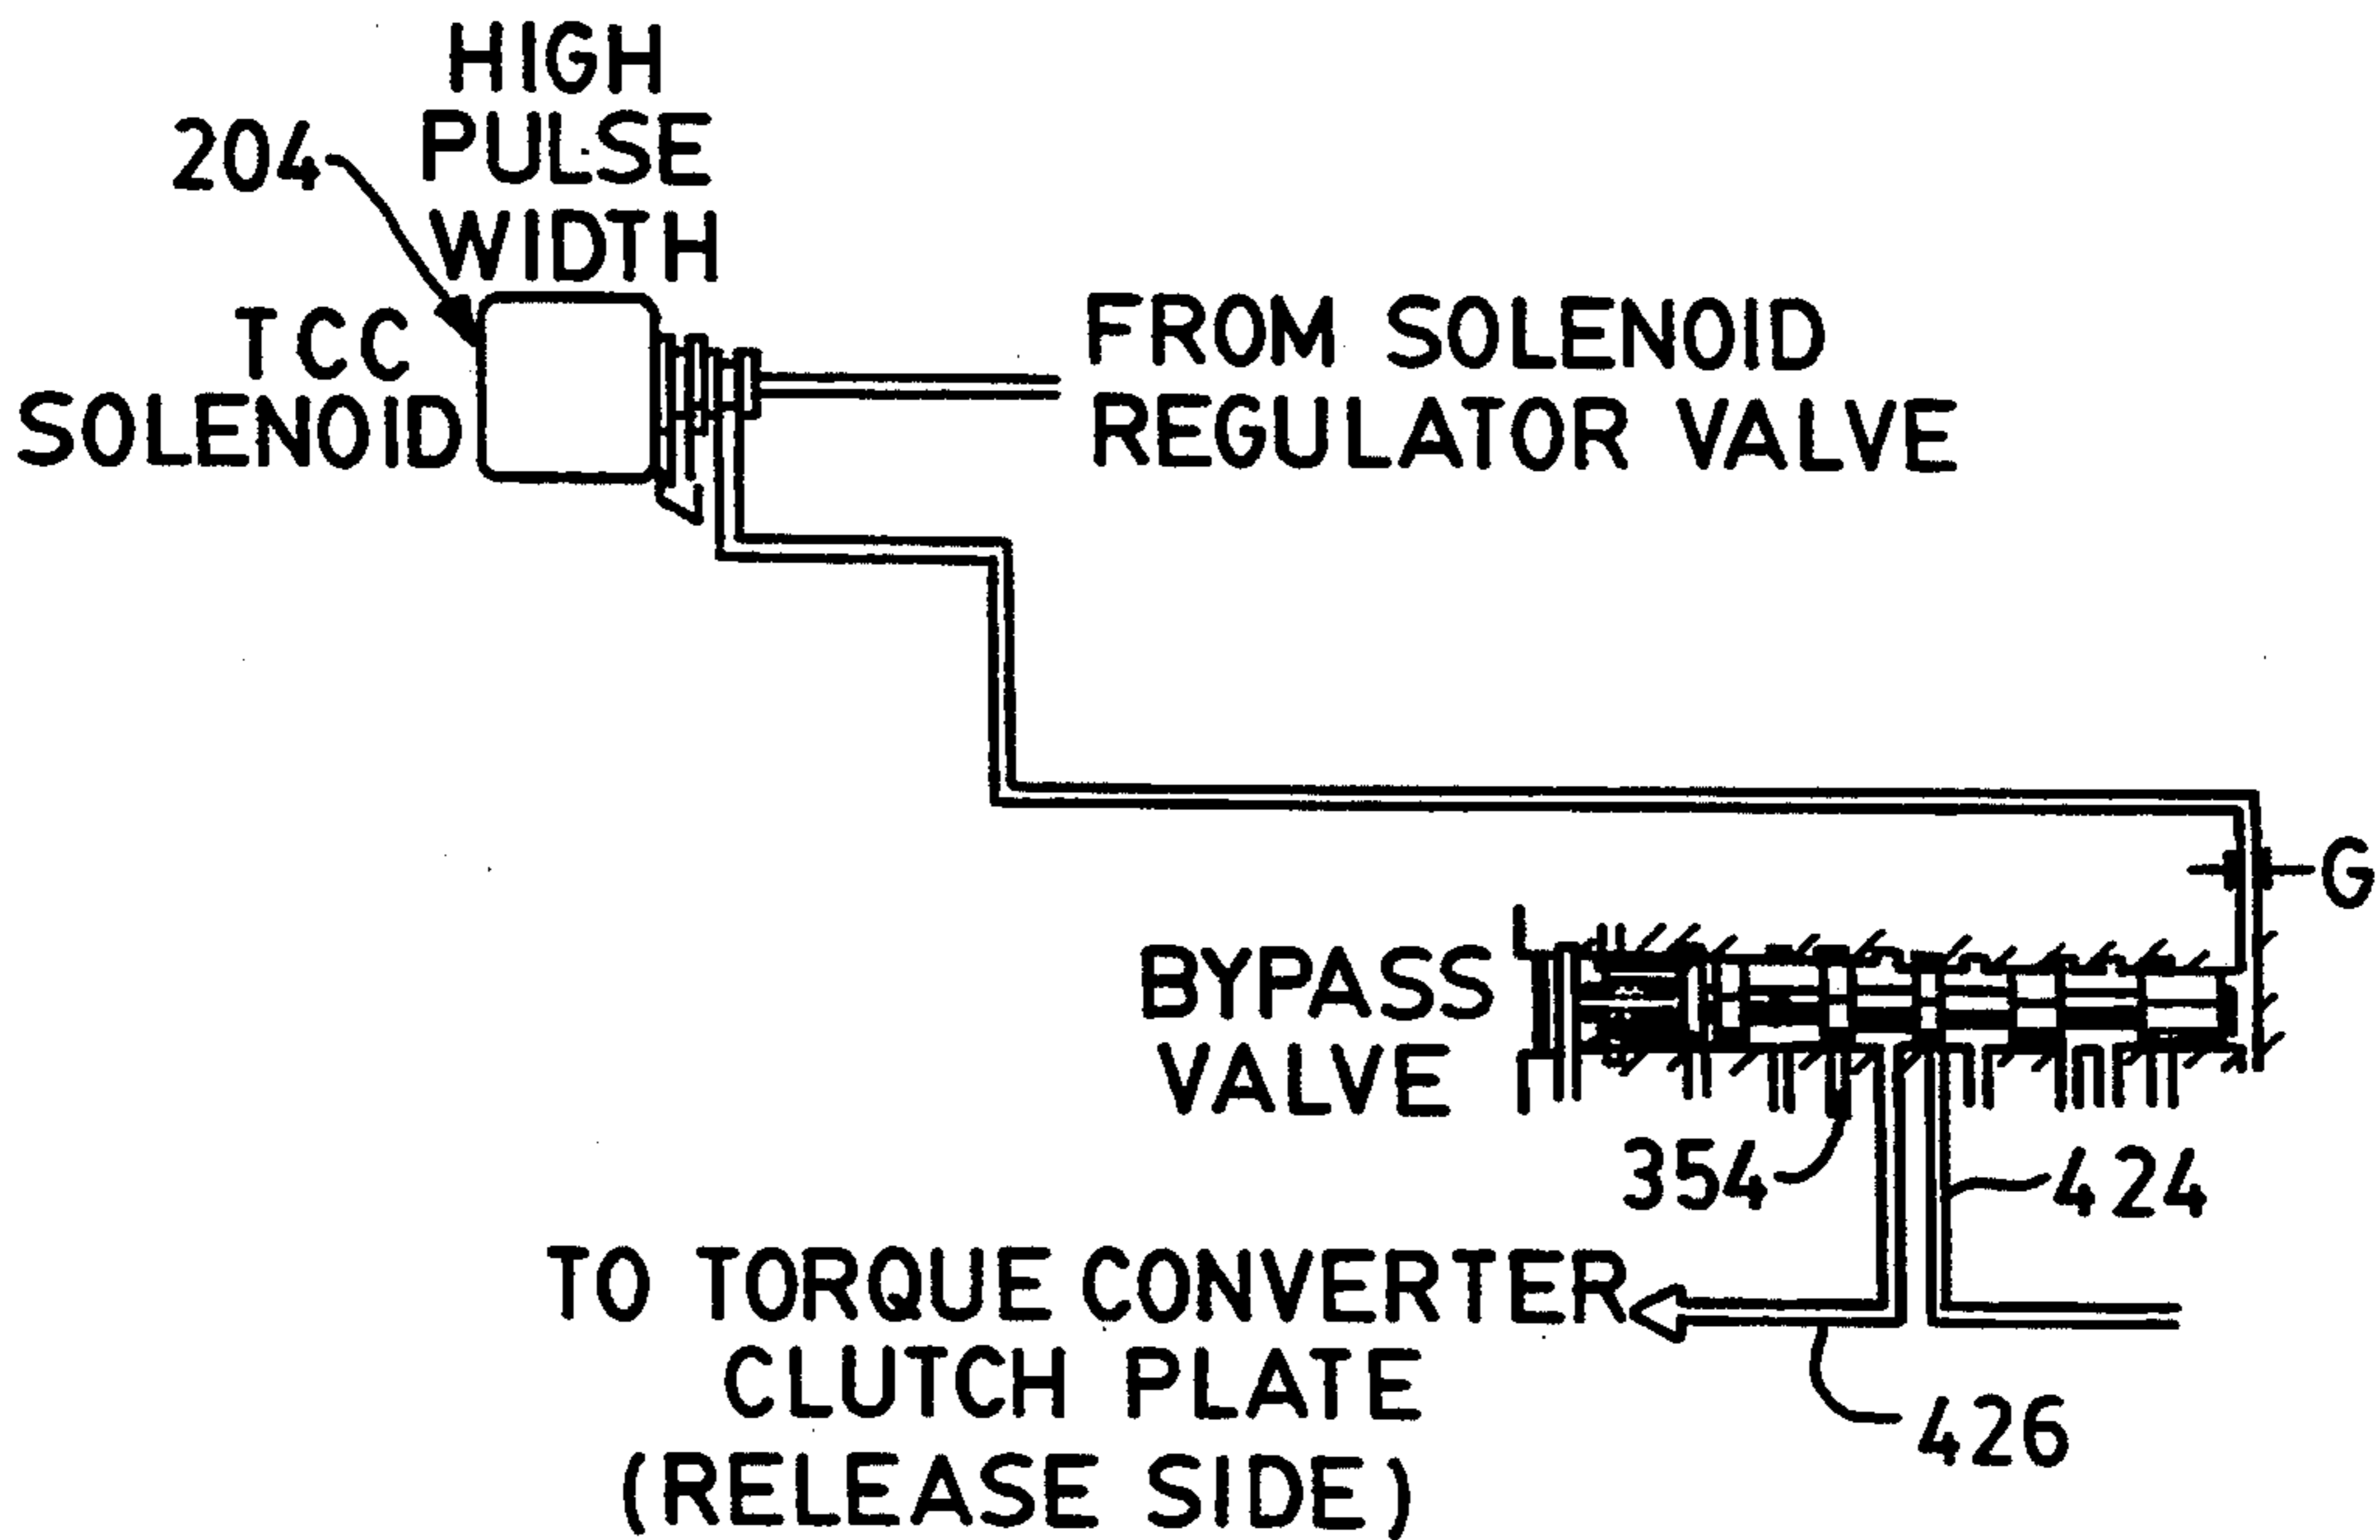 HIGH
PULSE
WIDTH
204
TCC
SOLENOID
FROM SOLENOID
REGULATOR VALVE
G
BYPASS
VALVE
354
424
TO TORQUE CONVERTER
CLUTCH PLATE
(RELEASE SIDE)
426